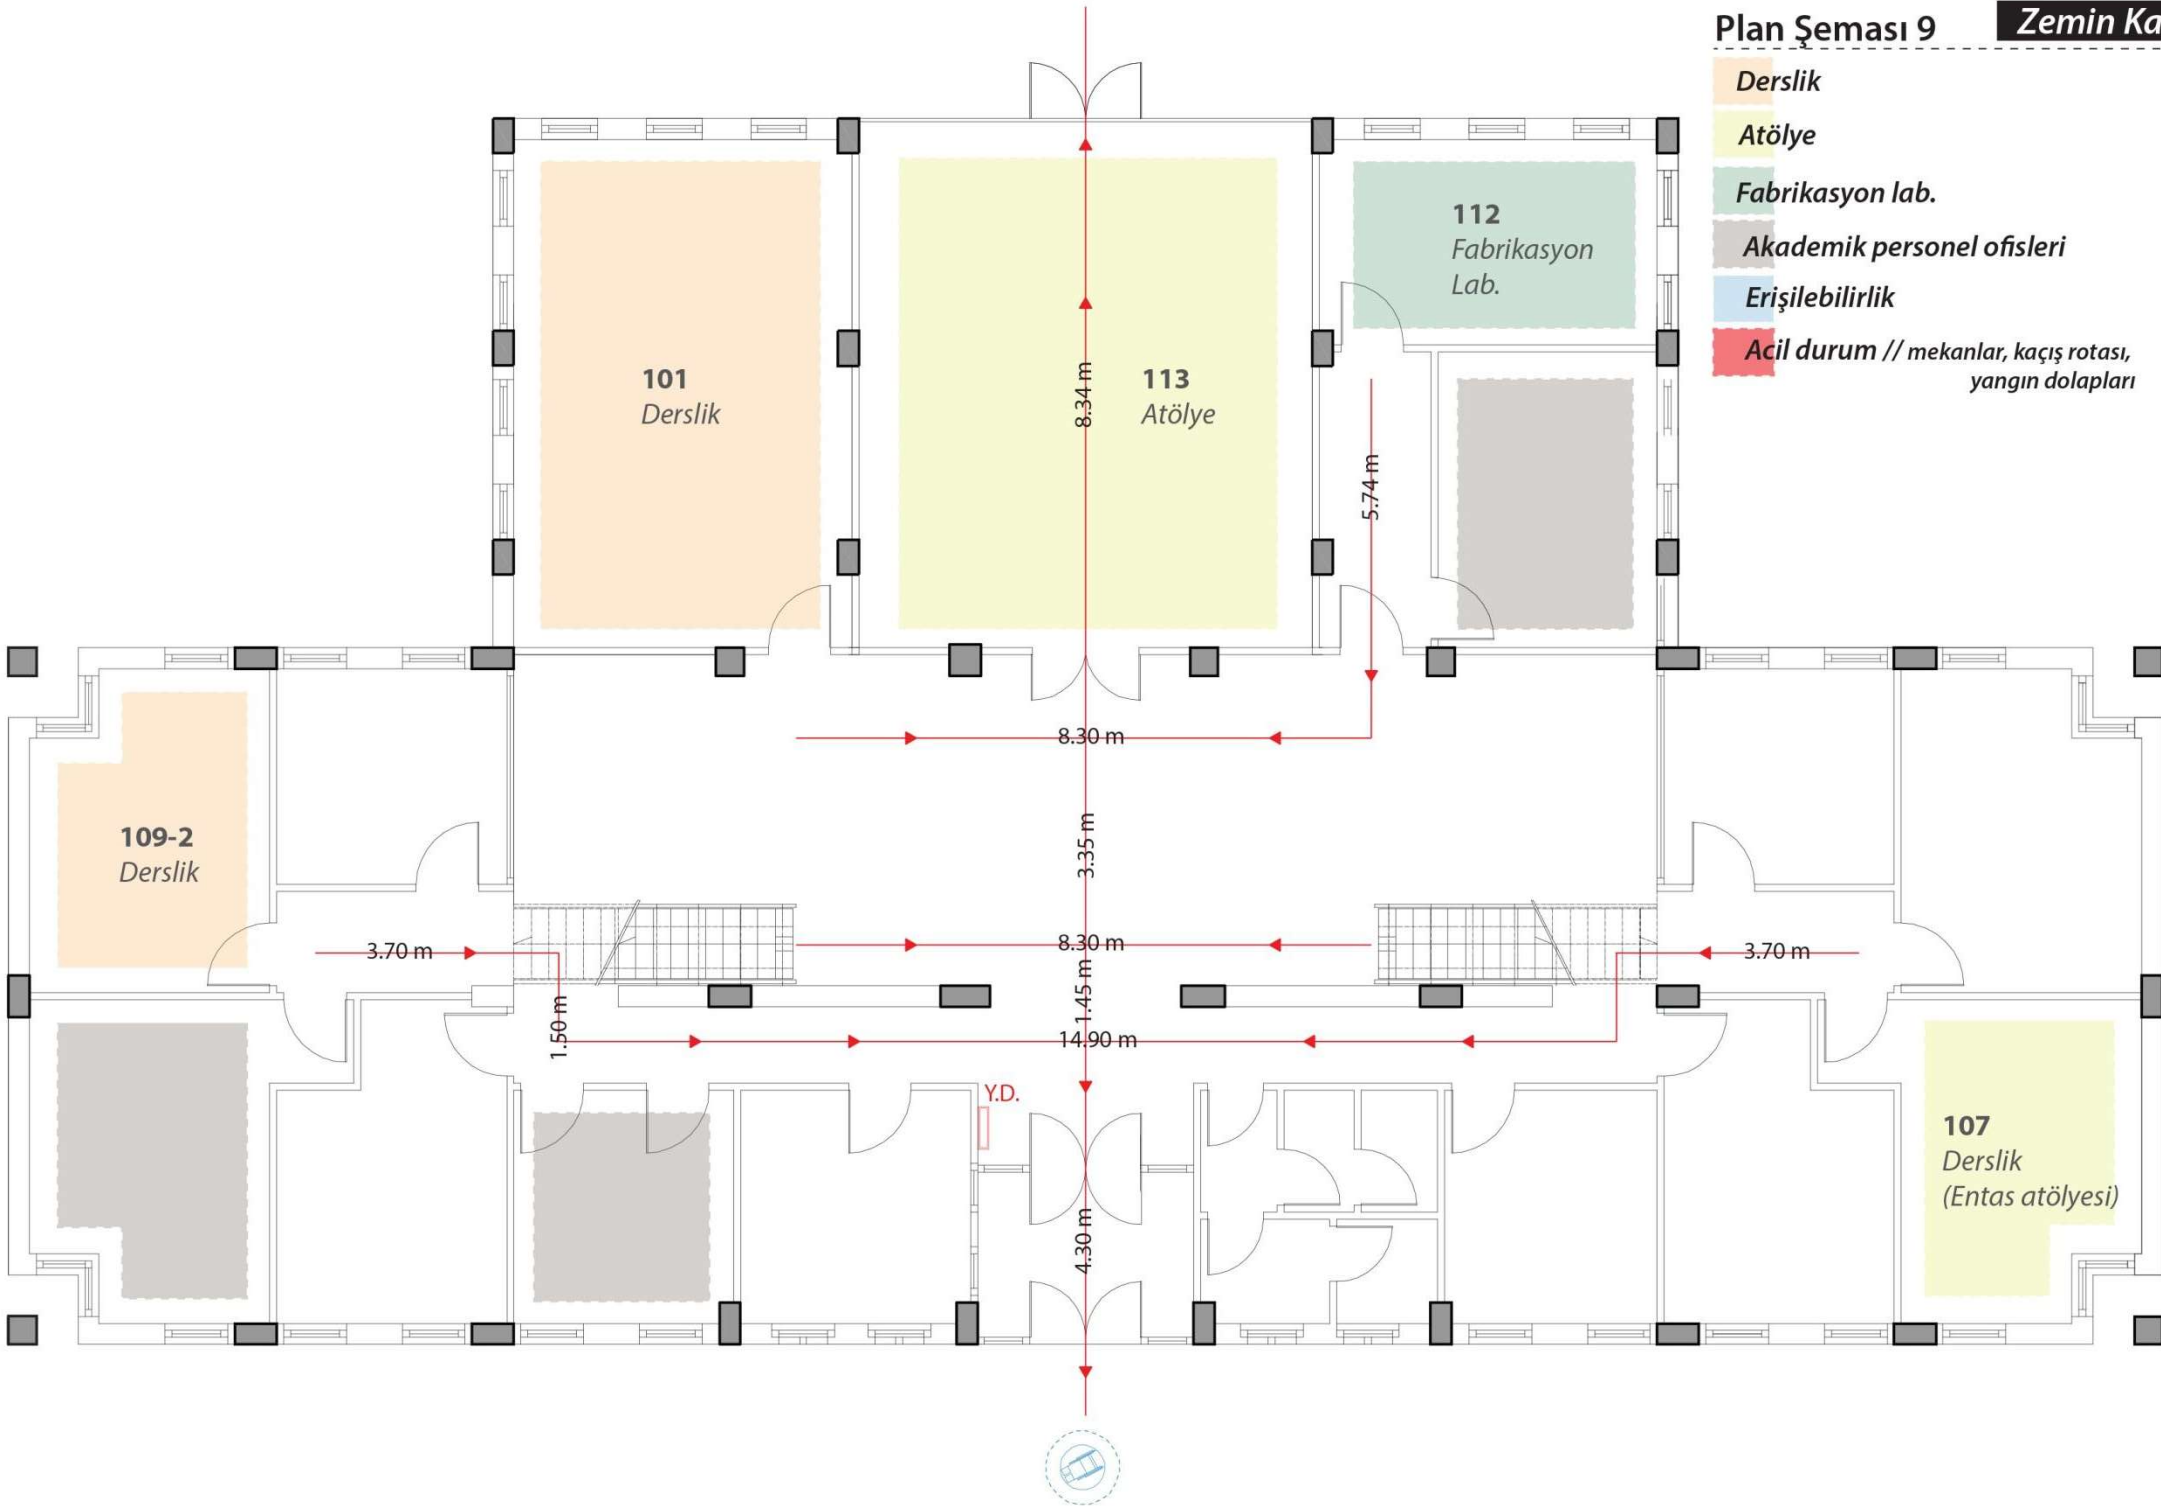 Plan Şeması 9
Zemin Ka
Derslik
Atölye
Fabrikasyon lab.
Akademik personel ofisleri
Erişilebilirlik
Acil durum // mekanlar, kaçış rotası,
yangın dolapları
112
Fabrikasyon
Lab.
101
Derslik
8.34 m
113
Atölye
5.74 m
8.30 m
109-2
Derslik
3.35 m
3.70 m
8.30 m
3.70 m
1.45 m
1.50 m
14.90 m
Y.D.
107
Derslik
(Entas atölyesi)
4.30 m